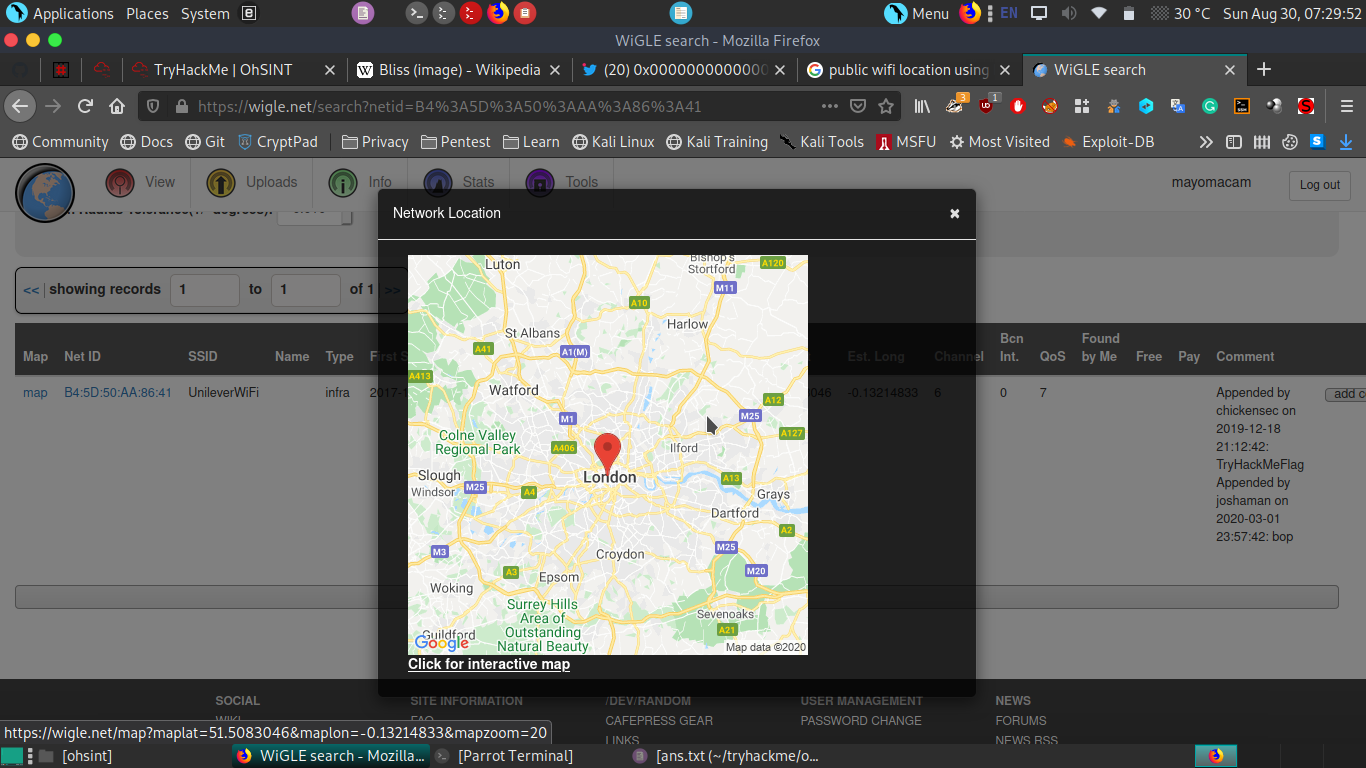 Applications Places System
Menu EN 30 °C Sun Aug 30, 07:29:52
WiGLE search - Mozilla Firefox
TryHackMe | OhSINT
Bliss (image) - Wikipedia
(20) 0x0000000000000
public wifi location using
WiGLE search
https://wigle.net/search?netid=B4%3A5D%3A50%3AAA%3A86%3A41
3 1
Community Docs Git CryptPad Privacy Pentest Learn Kali Linux Kali Training Kali Tools MSFU Most Visited Exploit-DB
View Uploads Info Stats Tools mayomacam Log out
Network Location
<< | showing records 1 to 1 of 1 | >>
Map Net ID SSID Name Type First S
Est. Long Channel Bcn Int. QoS Found by Me Free Pay Comment
map B4:5D:50:AA:86:41 UnileverWiFi infra 2017-1
046 -0.13214833 6 0 7
Appended by
chickensec on
2019-12-18
21:12:42:
TryHackMeFlag
Appended by
joshaman on
2020-03-01
23:57:42: bop
add c
Luton
Bishop's
Stortford
A120
M11
A10
Harlow
St Albans
A41
A1(M)
A413
Watford
A12
M25
M1
A127
Colne Valley
Regional Park
A406
Ilford
Slough
London
A13
Windsor
M25
A4
Grays
Dartford
A2
M3
Croydon
M25
M20
A3
Epsom
Woking
Surrey Hills
Area of
Outstanding
Natural Beauty
Sevenoaks
A21
Guildford
Google
Map data ©2020
Click for interactive map
SOCIAL SITE INFORMATION /DEV/RANDOM USER MANAGEMENT NEWS
WIKI FAQ CAFEPRESS GEAR PASSWORD CHANGE FORUMS
LINKS NEWS RSS
https://wigle.net/map?maplat=51.5083046&maplon=-0.13214833&mapzoom=20
[ohsint] WiGLE search - Mozilla... [Parrot Terminal] [ans.txt (~/tryhackme/o...